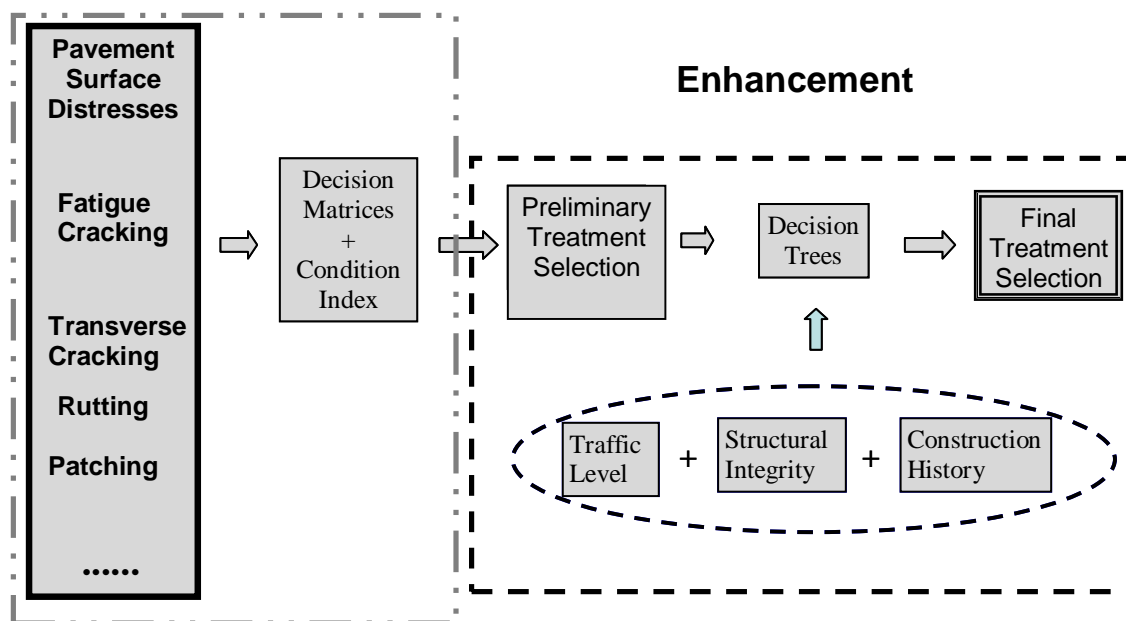 Pavement
Surface
Distresses
Fatigue
Cracking
Transverse
Cracking
Rutting
Patching
......
Decision
Matrices
+
Condition
Index
Enhancement
Preliminary
Treatment
Selection
Decision
Trees
Final
Treatment
Selection
Traffic
Level
+
Structural
Integrity
+
Construction
History